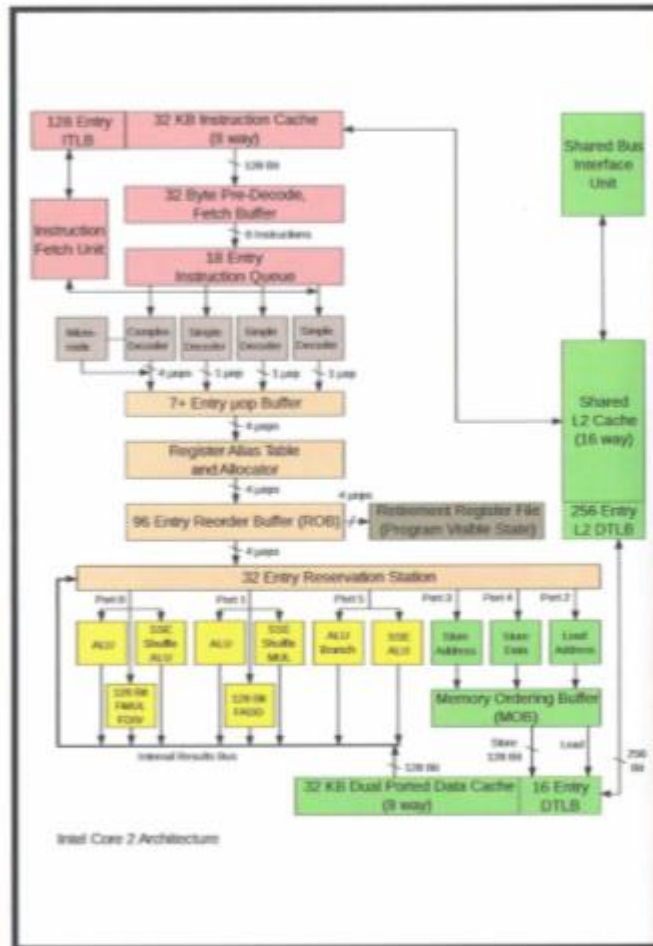 128 Entry
ITLB
32 KB Instruction Cache
(8 way)
128 Bit
Shared Bus
Interface
Unit
32 Byte Pre-Decode,
Fetch Buffer
Instruction
Fetch Unit
6 Instructions
18 Entry
Instruction Queue
Micro-
code
Complex
Decoder
Simple
Decoder
Simple
Decoder
Simple
Decoder
4 µops
1 µop
1 µop
1 µop
Shared
L2 Cache
(16 way)
7+ Entry µop Buffer
4 µops
Register Alias Table
and Allocator
4 µops
4 µops
96 Entry Reorder Buffer (ROB)
Retirement Register File
(Program Visible State)
256 Entry
L2 DTLB
4 µops
32 Entry Reservation Station
Port 0
Port 1
Port 5
Port 3
Port 4
Port 2
ALU
SSE
Shuffle
ALU
ALU
SSE
Shuffle
MUL
ALU
Branch
SSE
ALU
Store
Address
Store
Data
Load
Address
128 Bit
FMUL
FDIV
128 Bit
FADD
Memory Ordering Buffer
(MOB)
Internal Results Bus
128 Bit
Store
128 Bit
Load
256
Bit
32 KB Dual Ported Data Cache
(8 way)
16 Entry
DTLB
Intel Core 2 Architecture